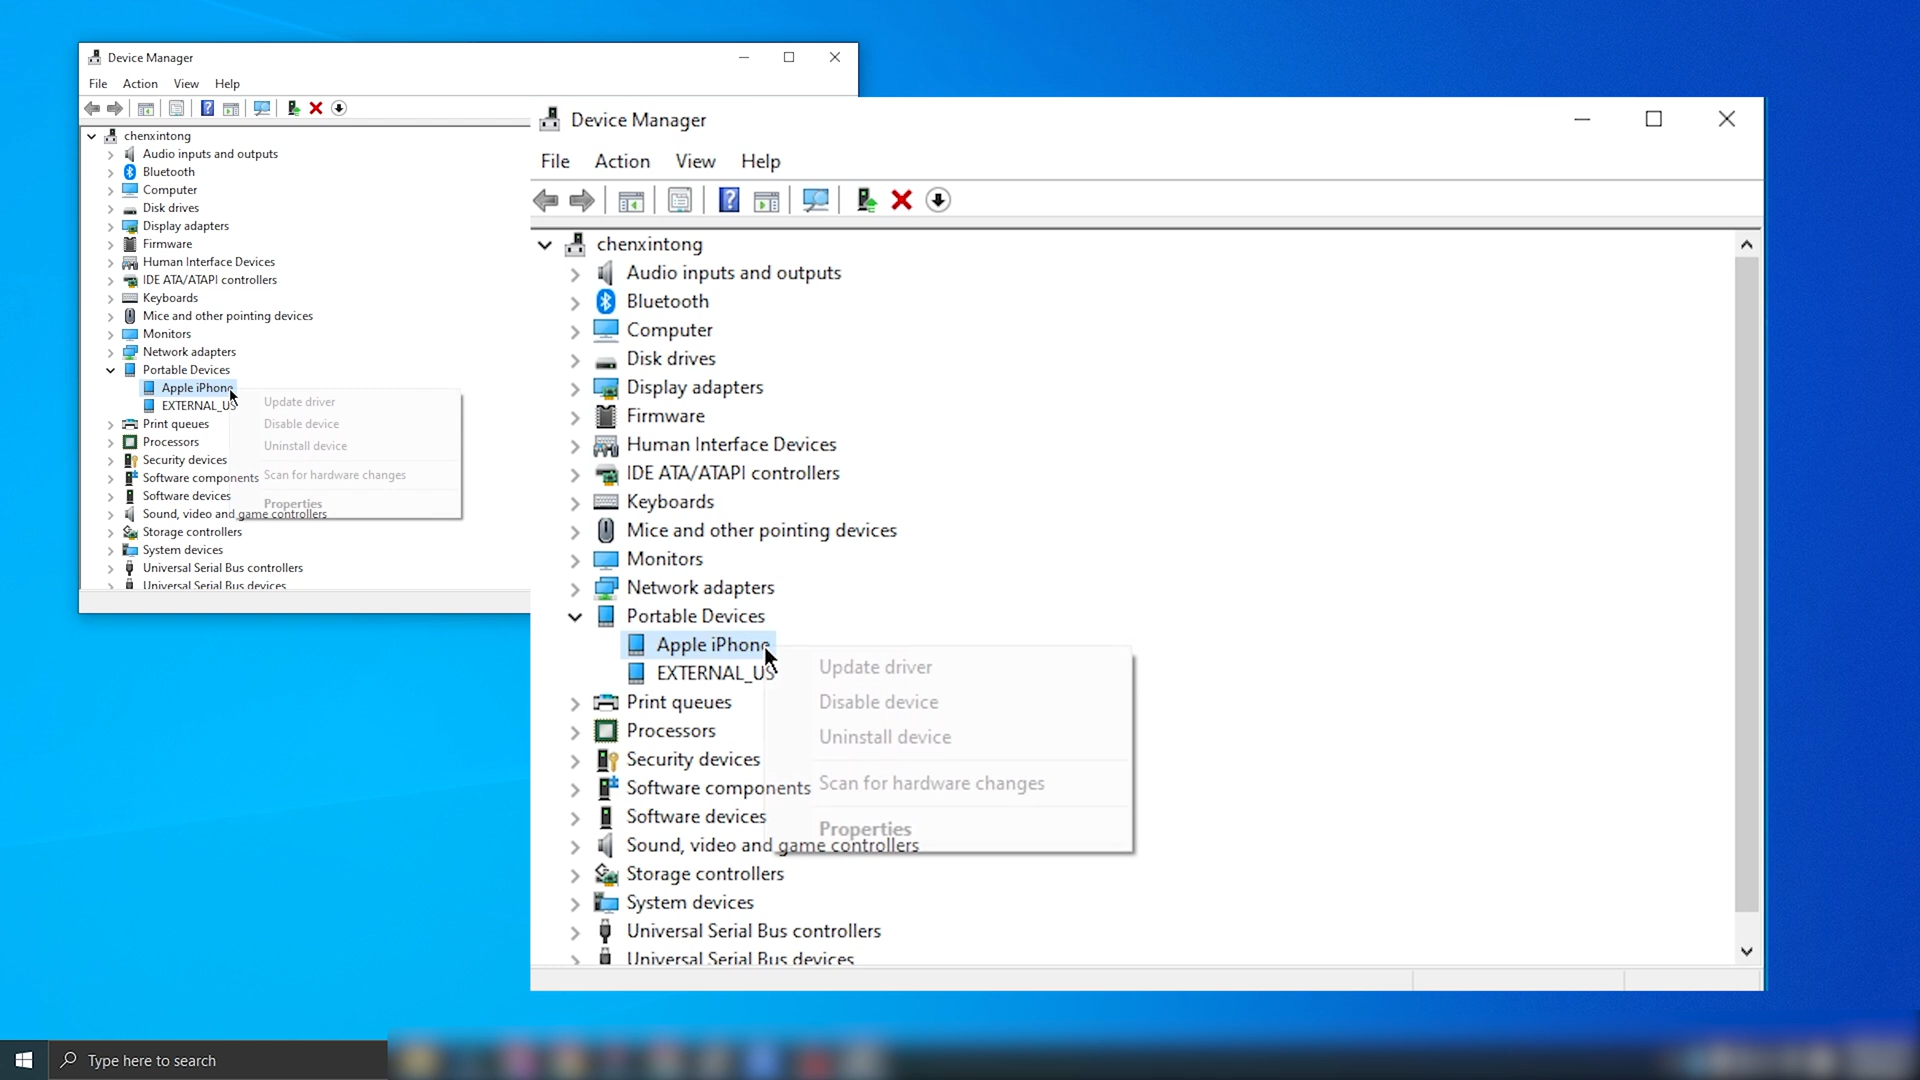 Device Manager
File Action View Help
chenxintong
Audio inputs and outputs
Bluetooth
Computer
Disk drives
Display adapters
Firmware
Human Interface Devices
IDE ATA/ATAPI controllers
Keyboards
Mice and other pointing devices
Monitors
Network adapters
Portable Devices
Apple iPhone
EXTERNAL_US
Print queues
Processors
Security devices
Software components
Software devices
Sound, video and game controllers
Storage controllers
System devices
Universal Serial Bus controllers
Universal Serial Bus devices
Update driver
Disable device
Uninstall device
Scan for hardware changes
Properties
Device Manager
File Action View Help
chenxintong
Audio inputs and outputs
Bluetooth
Computer
Disk drives
Display adapters
Firmware
Human Interface Devices
IDE ATA/ATAPI controllers
Keyboards
Mice and other pointing devices
Monitors
Network adapters
Portable Devices
Apple iPhone
EXTERNAL_US
Print queues
Processors
Security devices
Software components
Software devices
Sound, video and game controllers
Storage controllers
System devices
Universal Serial Bus controllers
Universal Serial Bus devices
Update driver
Disable device
Uninstall device
Scan for hardware changes
Properties
Type here to search